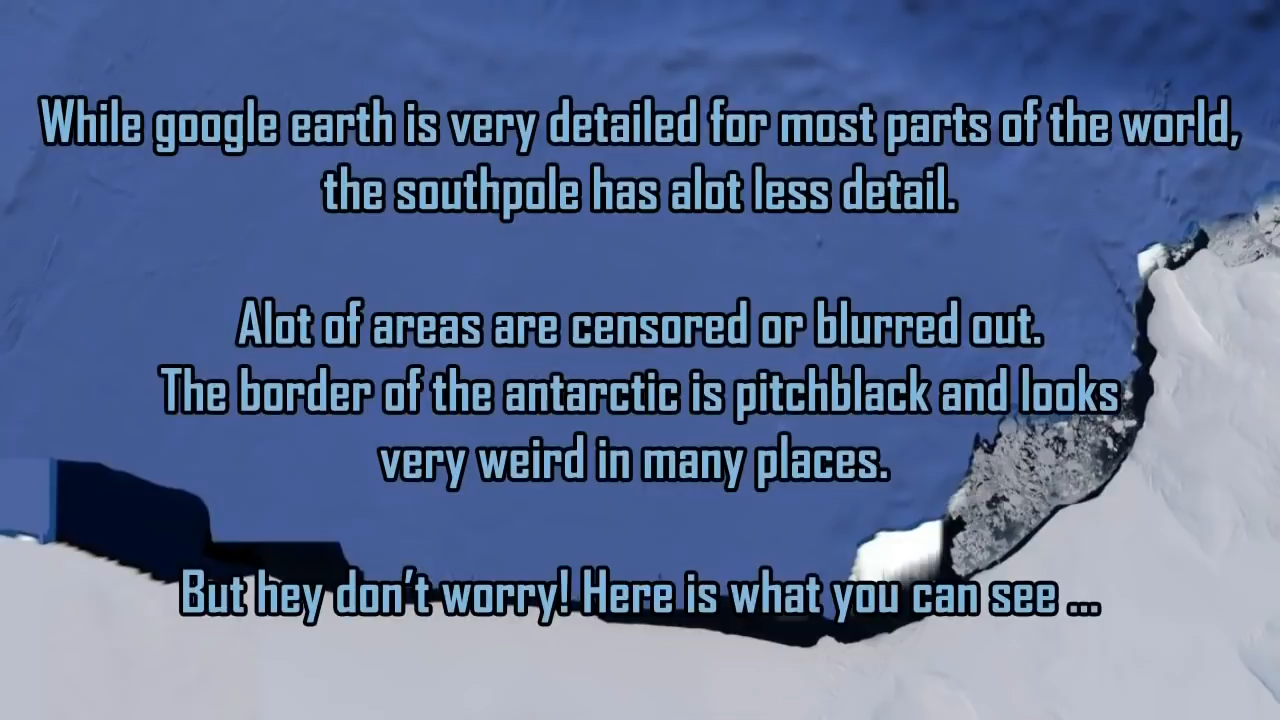 While google earth is very detailed for most parts of the world,
the southpole has alot less detail.
Alot of areas are censored or blurred out.
The border of the antarctic is pitchblack and looks
very weird in many places.
But hey don't worry! Here is what you can see ...